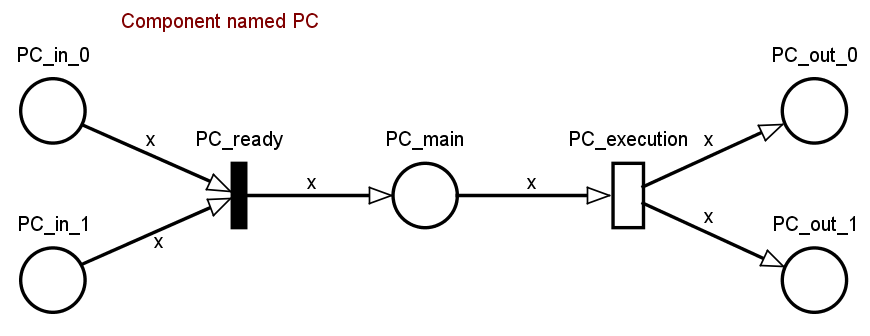 Component named PC
PC_in_0
PC_out_0
x
PC_ready
PC_main
PC_execution
x
x
x
PC_in_1
x
x
PC_out_1